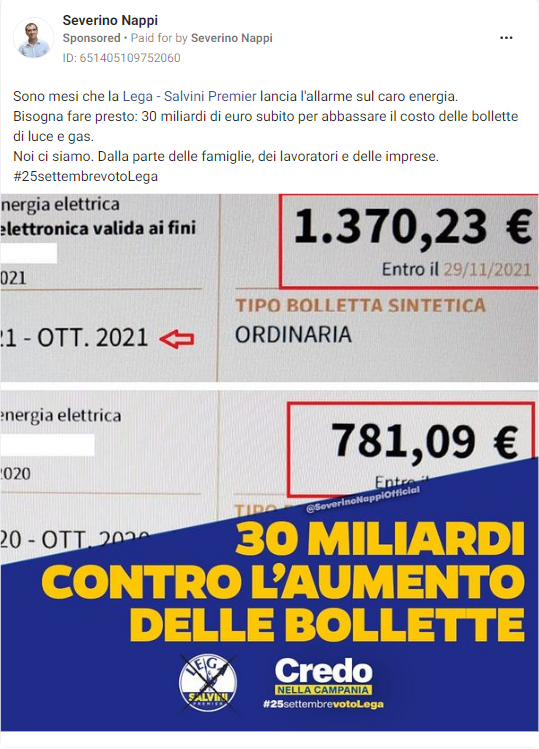 Severino Nappi
Sponsored • Paid for by Severino Nappi
ID: 651405109752060
Sono mesi che la Lega - Salvini Premier lancia l'allarme sul caro energia.
Bisogna fare presto: 30 miliardi di euro subito per abbassare il costo delle bollette
di luce e gas.
Noi ci siamo. Dalla parte delle famiglie, dei lavoratori e delle imprese.
#25settembrevotoLega
nergia elettrica
elettronica valida ai fini
1.370,23 €
Entro il 29/11/2021
021
TIPO BOLLETTA SINTETICA
21 - OTT. 2021
ORDINARIA
energia elettrica
781,09 €
2020
Entro il
TIPO
@SeverinoNappiOfficial
20 - OTT. 2020
30 MILIARDI
CONTRO L'AUMENTO
DELLE BOLLETTE
LEGA
SALVINI
PREMIER
Credo
NELLA CAMPANIA
#25settembrevotoLega